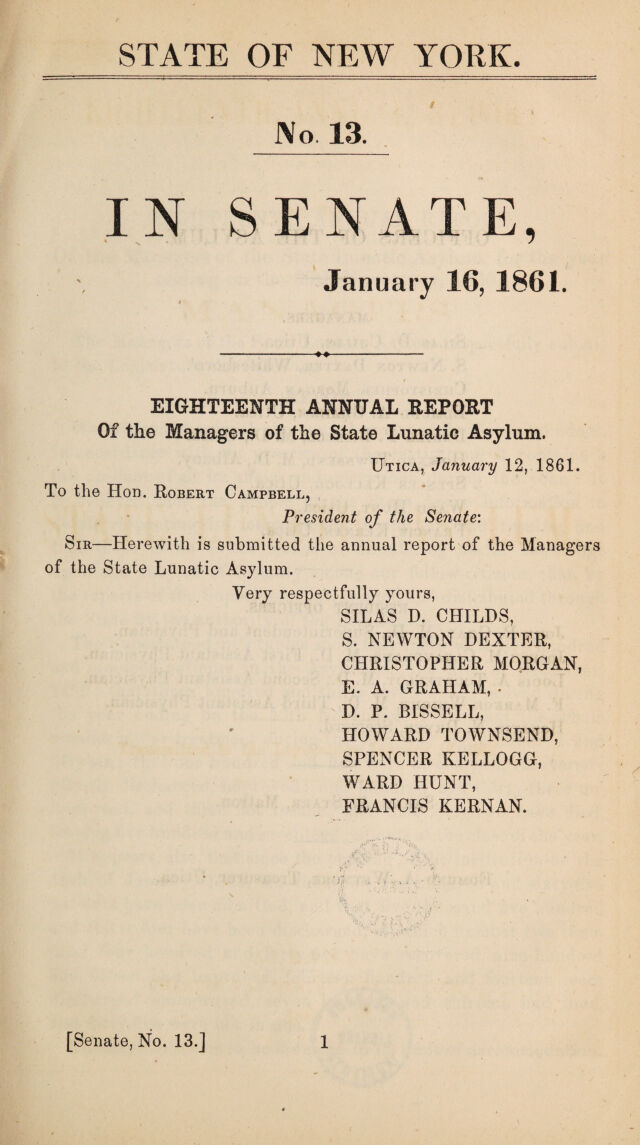 STATE OF NEW YORK.
No. 13.
IN SENATE,
January 16, 1861.
EIGHTEENTH ANNUAL REPORT
Of the Managers of the State Lunatic Asylum.
UTICA, January 12, 1861.
To the Hon. ROBERT CAMPBELL,
President of the Senate:
SIR—Herewith is submitted the annual report of the Managers
of the State Lunatic Asylum.
Very respectfully yours,
SILAS D. CHILDS,
S. NEWTON DEXTER,
CHRISTOPHER MORGAN,
E. A. GRAHAM,
D. P. BISSELL,
HOWARD TOWNSEND,
SPENCER KELLOGG,
WARD HUNT,
FRANCIS KERNAN.
[Senate, No. 13.] 1